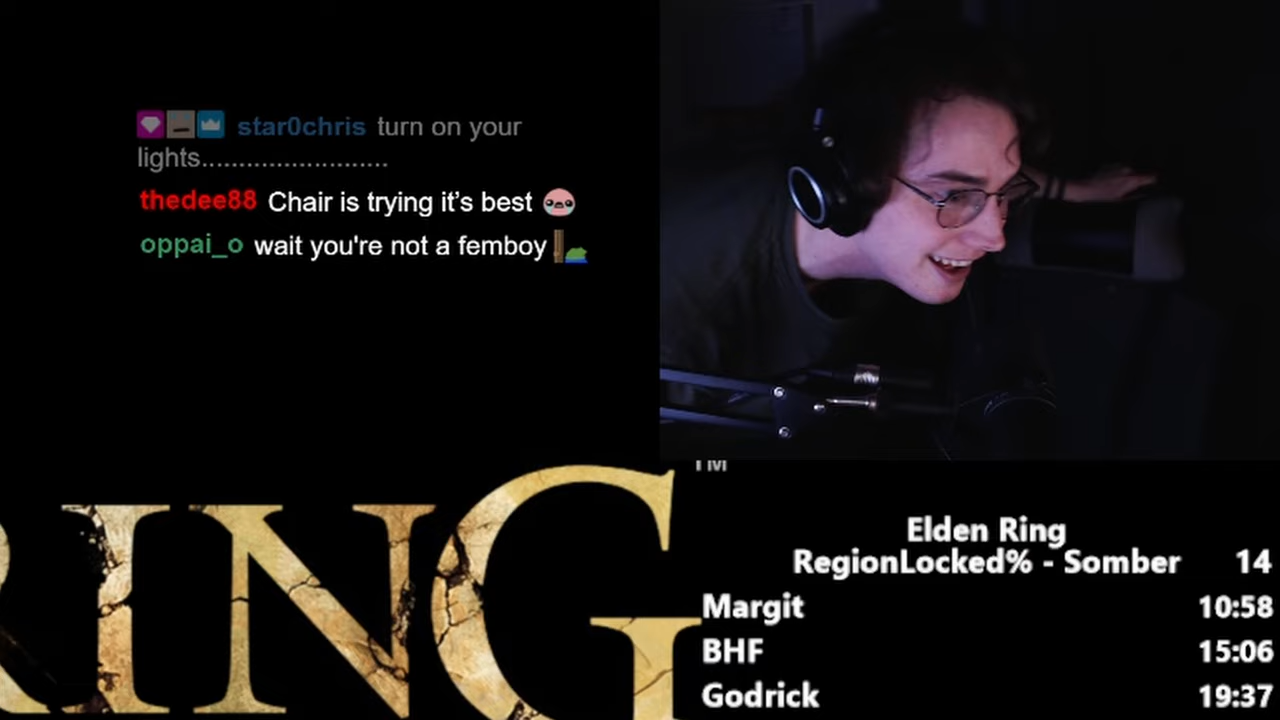 star0chris turn on your
lights........................
thedee88 Chair is trying it’s best
oppai_o wait you're not a femboy
RING
TM
Elden Ring
RegionLocked% - Somber 14
Margit 10:58
BHF 15:06
Godrick 19:37